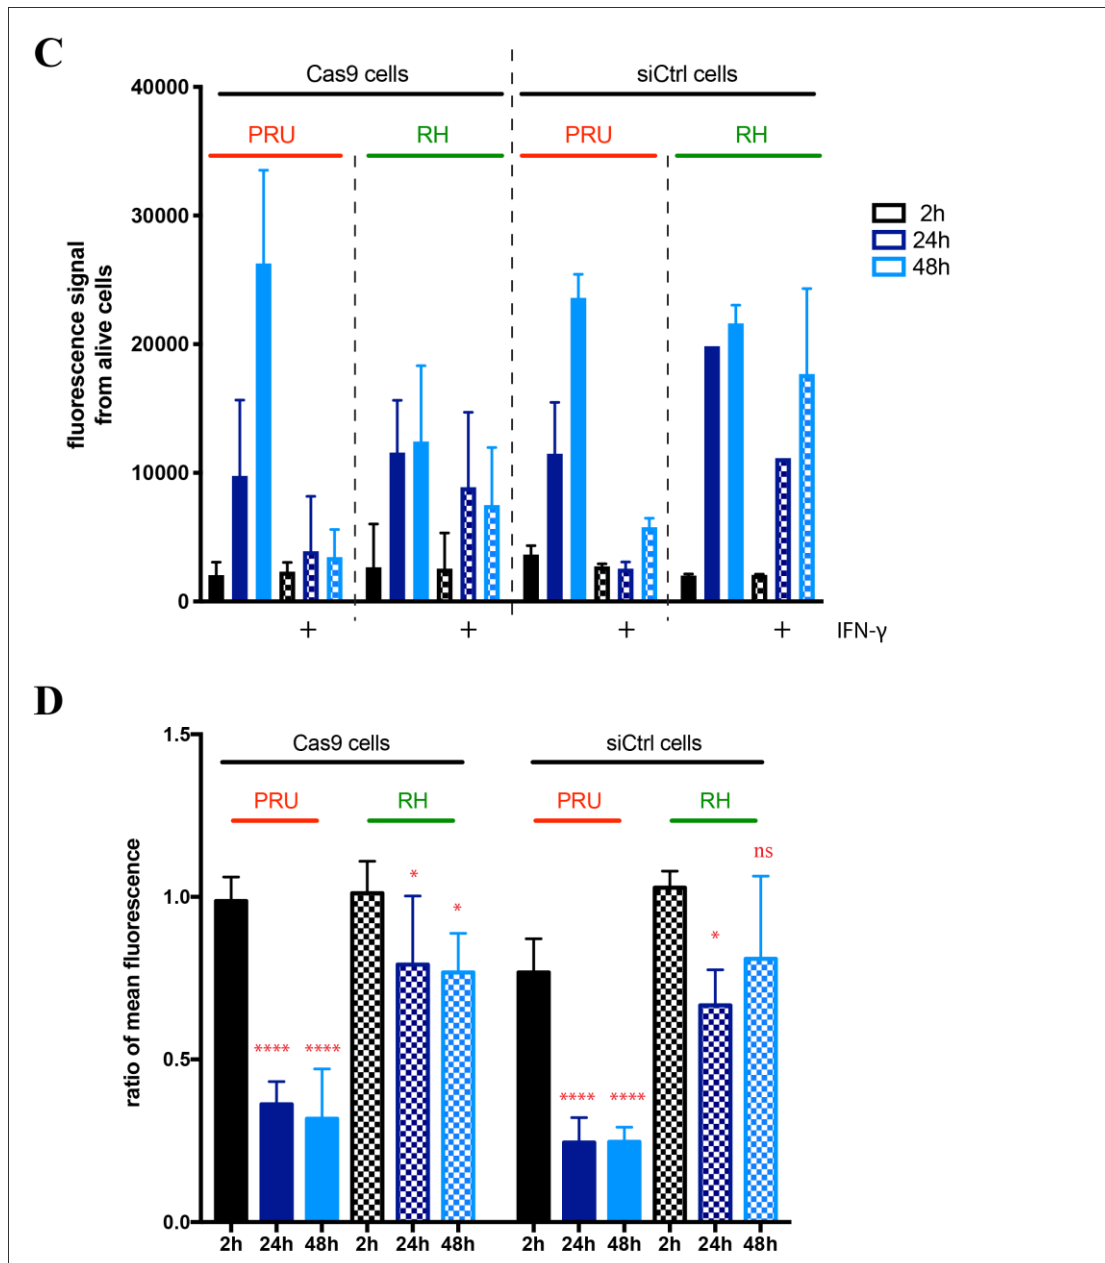 C
Cas9 cells
siCtrl cells
40000
PRU
RH
PRU
RH
30000
2h
24h
48h
fluorescence signal
from alive cells
20000
10000
0
+
+
+
+
IFN-γ
D
1.5
Cas9 cells
siCtrl cells
PRU
RH
PRU
RH
ns
ratio of mean fluorescence
1.0
*
*
*
0.5
**** ****
**** ****
0.0
2h 24h 48h 2h 24h 48h 2h 24h 48h 2h 24h 48h